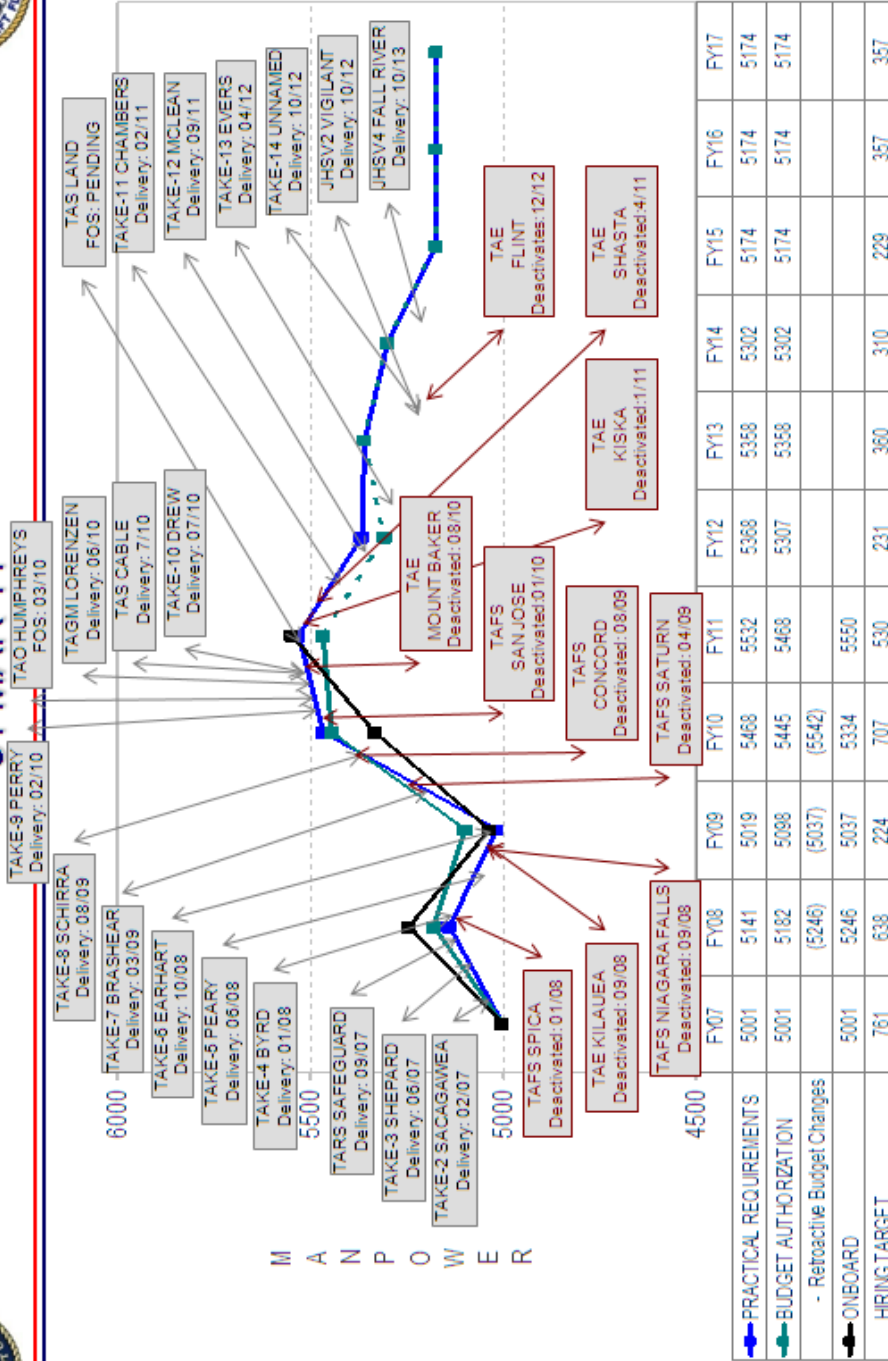 TAKE-9 PERRY
Delivery: 02/10
TAO HUMPHREYS
FOS: 03/10
TAKE-8 SCHIRRA
Delivery: 08/09
TAGM LORENZEN
Delivery: 06/10
TAS LAND
FOS: PENDING
TAKE-7 BRASHEAR
Delivery: 03/09
TAS CABLE
Delivery: 7/10
TAKE-11 CHAMBERS
Delivery: 02/11
TAKE-6 EARHART
Delivery: 10/08
TAKE-10 DREW
Delivery: 07/10
TAKE-12 MCLEAN
Delivery: 09/11
TAKE-5 PEARY
Delivery: 06/08
TAKE-13 EVERS
Delivery: 04/12
TAKE-4 BYRD
Delivery: 01/08
TAKE-14 UNNAMED
Delivery: 10/12
TARS SAFEGUARD
Delivery: 09/07
JHSV2 VIGILANT
Delivery: 10/12
TAKE-3 SHEPARD
Delivery: 06/07
JHSV4 FALL RIVER
Delivery: 10/13
TAKE-2 SACAGAWEA
Delivery: 02/07
TAE
MOUNT BAKER
Deactivated: 08/10
TAE
FLINT
Deactivates:12/12
TAFS SPICA
Deactivated: 01/08
TAFS
SAN JOSE
Deactivated:01/10
TAE KILAUEA
Deactivated: 09/08
TAFS
CONCORD
Deactivated: 08/09
TAE
KISKA
Deactivated:1/11
TAE
SHASTA
Deactivated:4/11
TAFS NIAGARA FALLS
Deactivated: 09/08
TAFS SATURN
Deactivated: 04/09
6000
5500
5000
4500
M
A
N
P
O
W
E
R
FY07 FY08 FY09 FY10 FY11 FY12 FY13 FY14 FY15 FY16 FY17
PRACTICAL REQUIREMENTS 5001 5141 5019 5468 5532 5368 5358 5302 5174 5174 5174
BUDGET AUTHORIZATION 5001 5182 5098 5445 5468 5307 5358 5302 5174 5174 5174
- Retroactive Budget Changes (5246) (5037) (5542)
ONBOARD 5001 5246 5037 5334 5550
HIRING TARGET 761 638 224 707 530 231 360 310 229 357 357